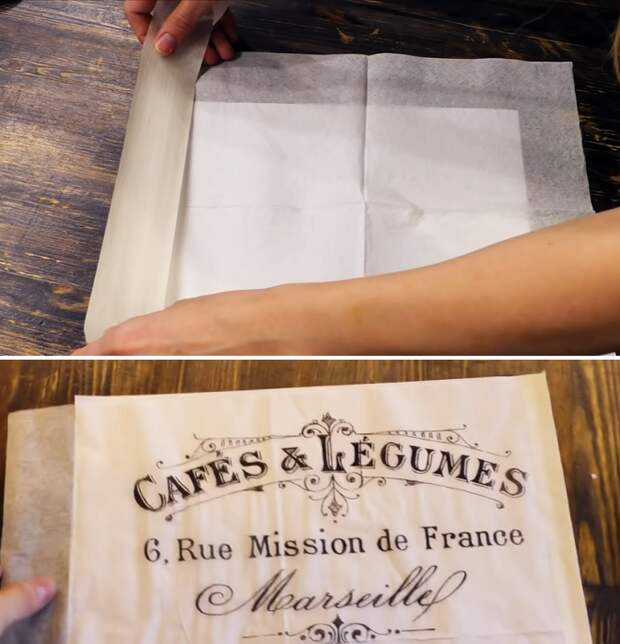 CAFÉS & LÉGUMES
6, Rue Mission de France
Marseille